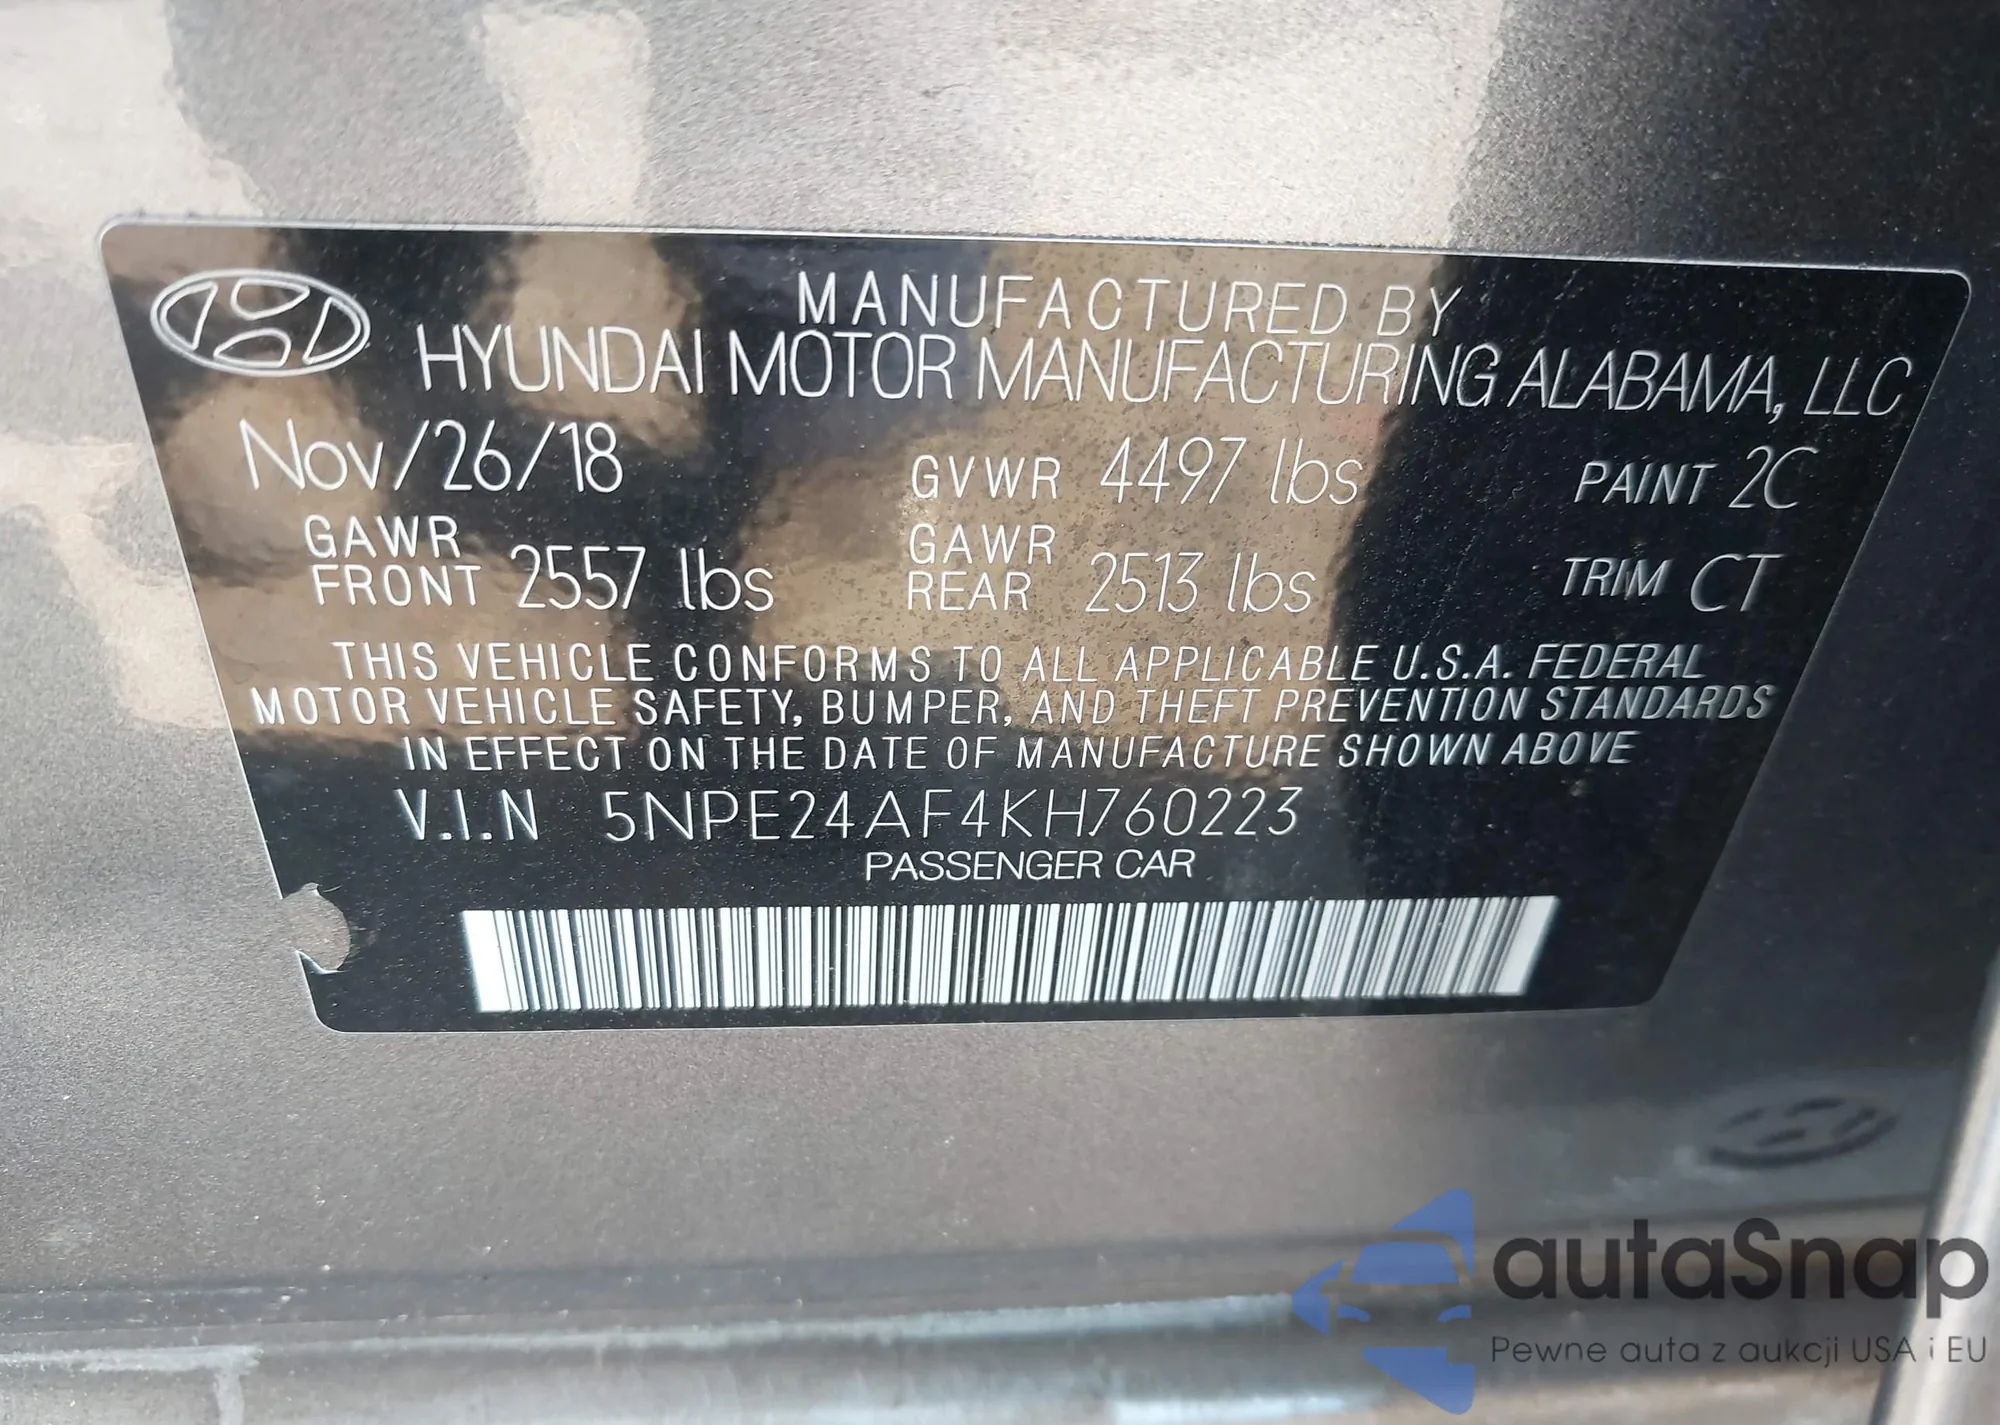 MANUFACTURED BY
HYUNDAI MOTOR MANUFACTURING ALABAMA, LLC
Nov/26/18 GVWR 4497 lbs PAINT 2C
GAWR FRONT 2557 lbs GAWR REAR 2513 lbs TRIM CT
THIS VEHICLE CONFORMS TO ALL APPLICABLE U.S.A. FEDERAL
MOTOR VEHICLE SAFETY, BUMPER, AND THEFT PREVENTION STANDARDS
IN EFFECT ON THE DATE OF MANUFACTURE SHOWN ABOVE
V.I.N 5NPE24AF4KH760223
PASSENGER CAR
autaSnap
Pewne auta z aukcji USA i EU